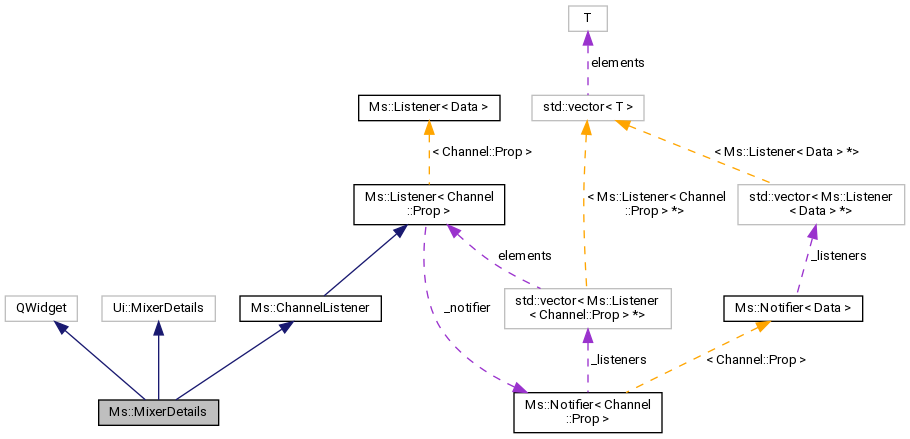 T
elements
Ms::Listener< Data >
std::vector< T >
< Channel::Prop >
< Ms::Listener< Data > *>
Ms::Listener< Channel
::Prop >
< Ms::Listener< Channel
::Prop > *>
std::vector< Ms::Listener
< Data > *>
elements
_listeners
QWidget
Ui::MixerDetails
Ms::ChannelListener
_notifier
std::vector< Ms::Listener
< Channel::Prop > *>
Ms::Notifier< Data >
_listeners
< Channel::Prop >
Ms::MixerDetails
Ms::Notifier< Channel
::Prop >